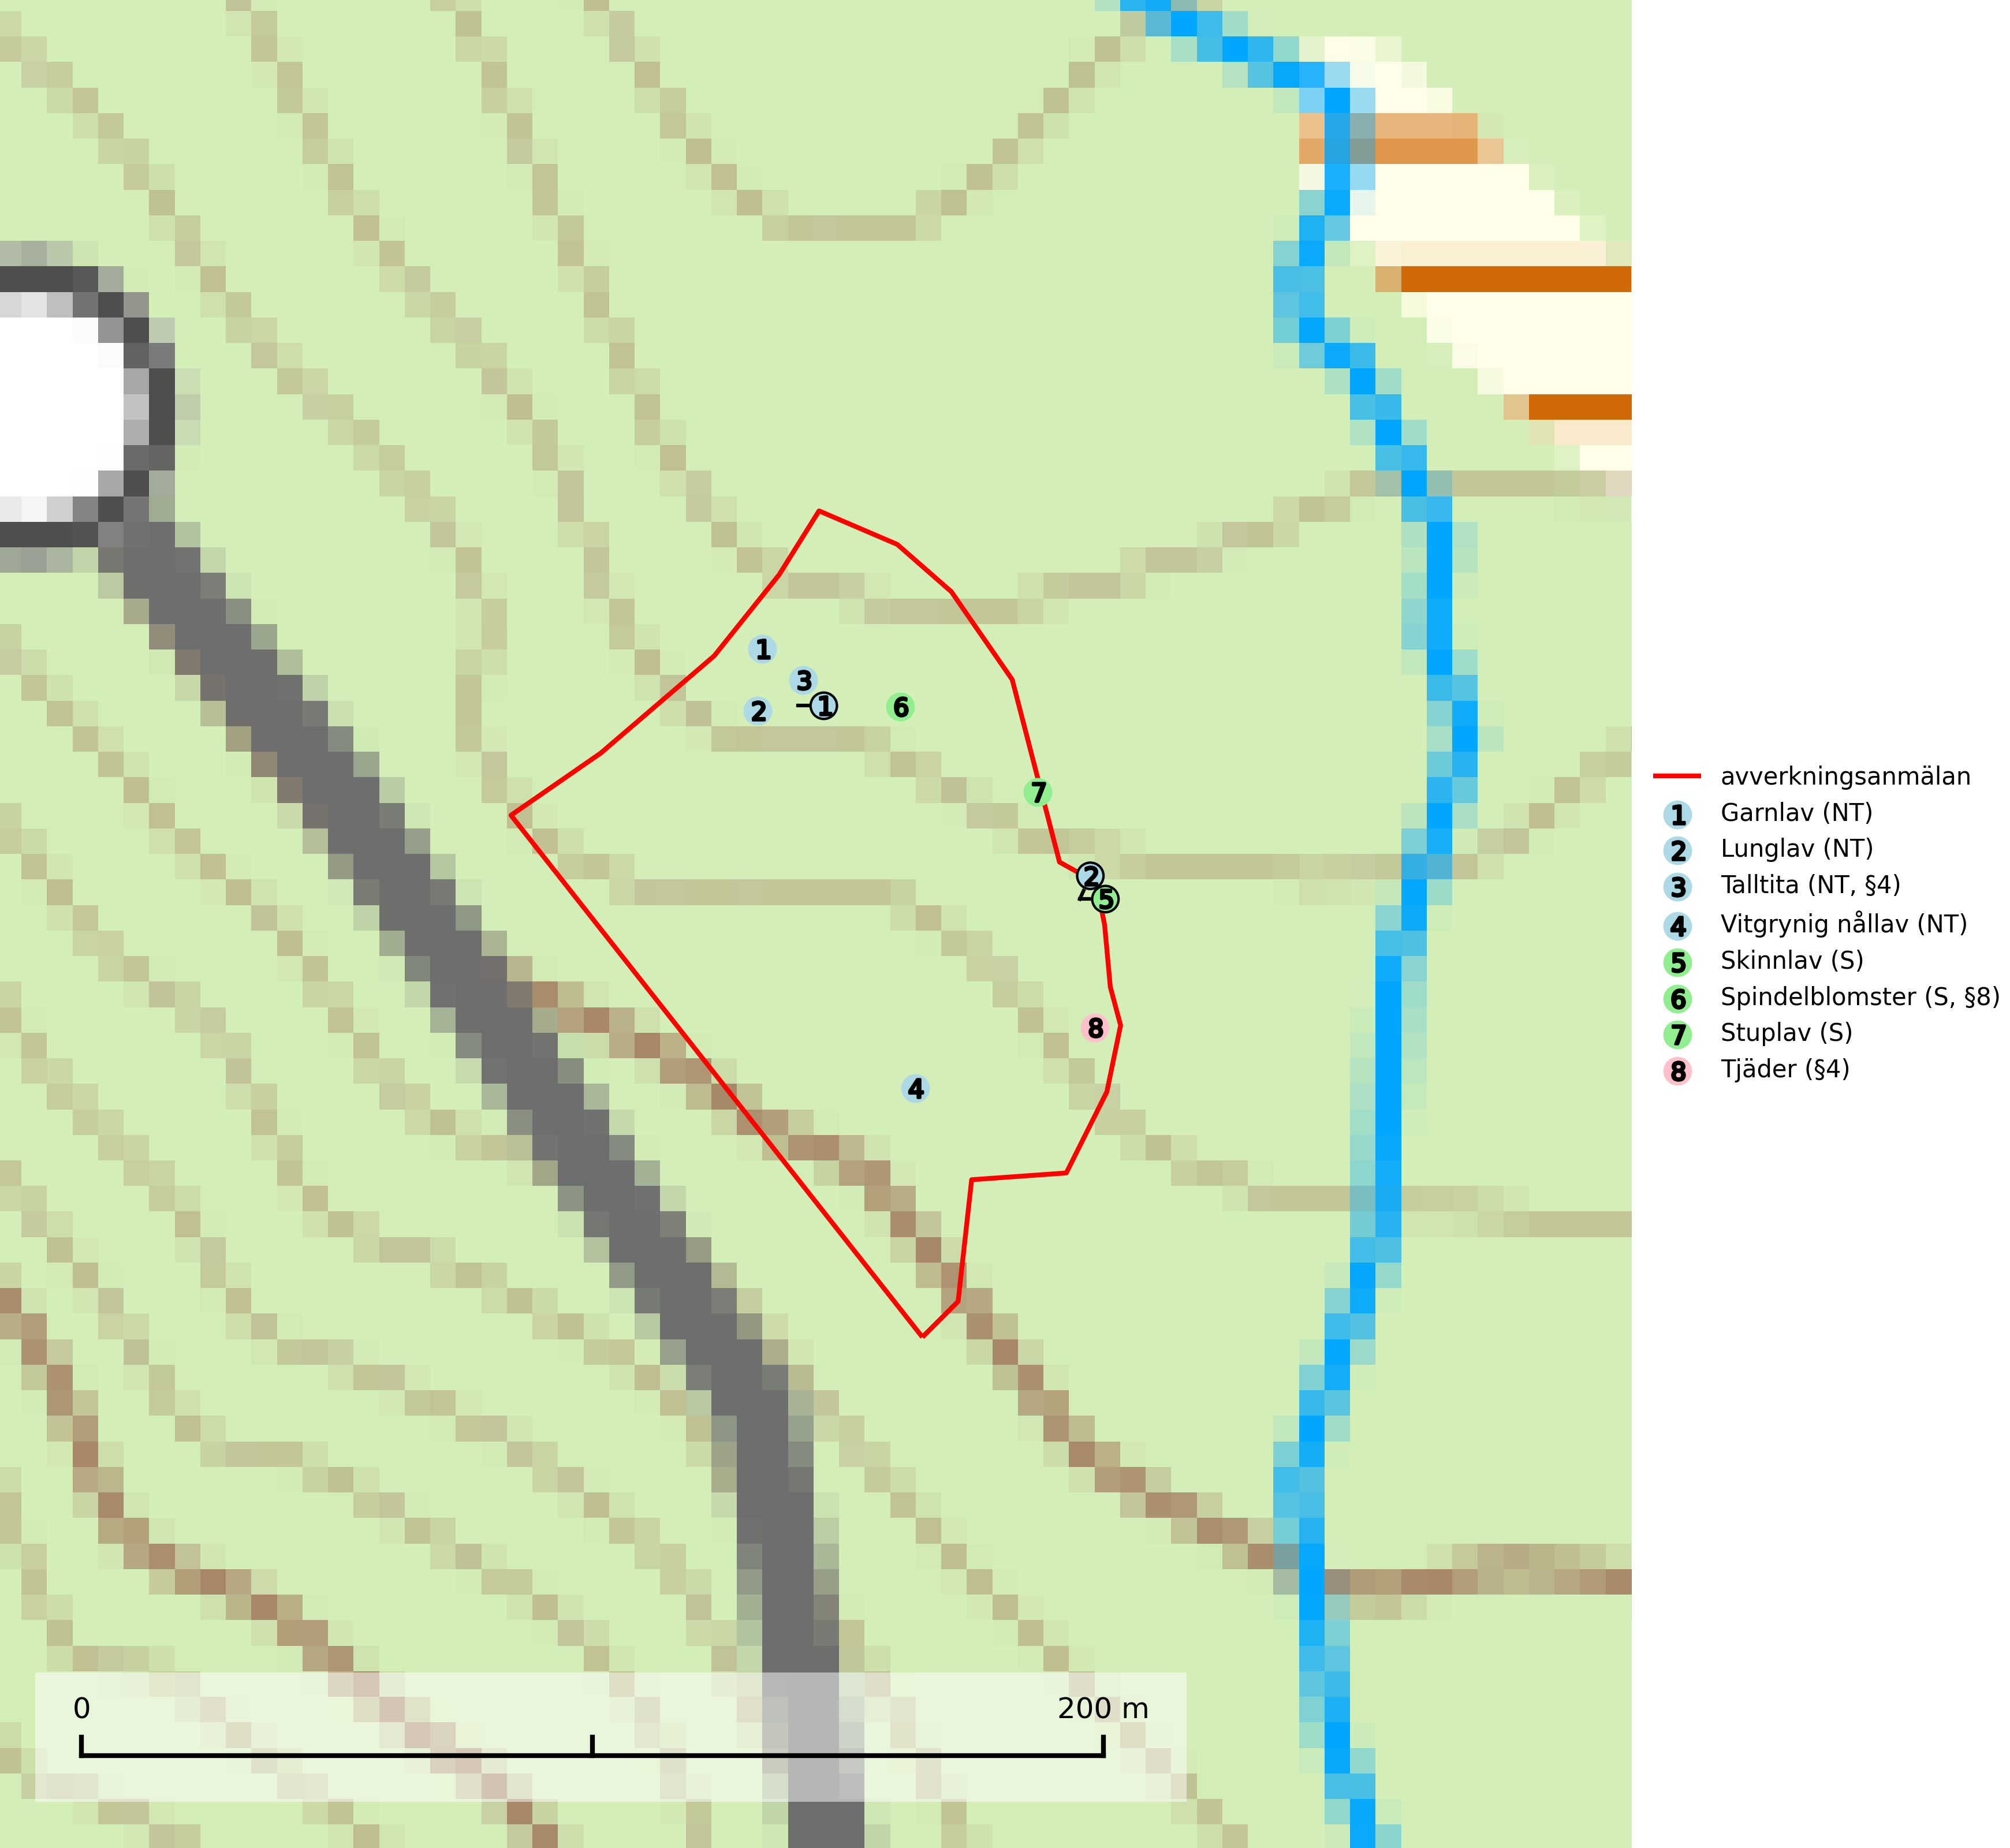 1
3
2
1
6
7
2
5
8
4
avverkningsanmälan
1 Garnlav (NT)
2 Lunglav (NT)
3 Talltita (NT, §4)
4 Vitgrynig nållav (NT)
5 Skinnlav (S)
6 Spindelblomster (S, §8)
7 Stuplav (S)
8 Tjäder (§4)
0 200 m